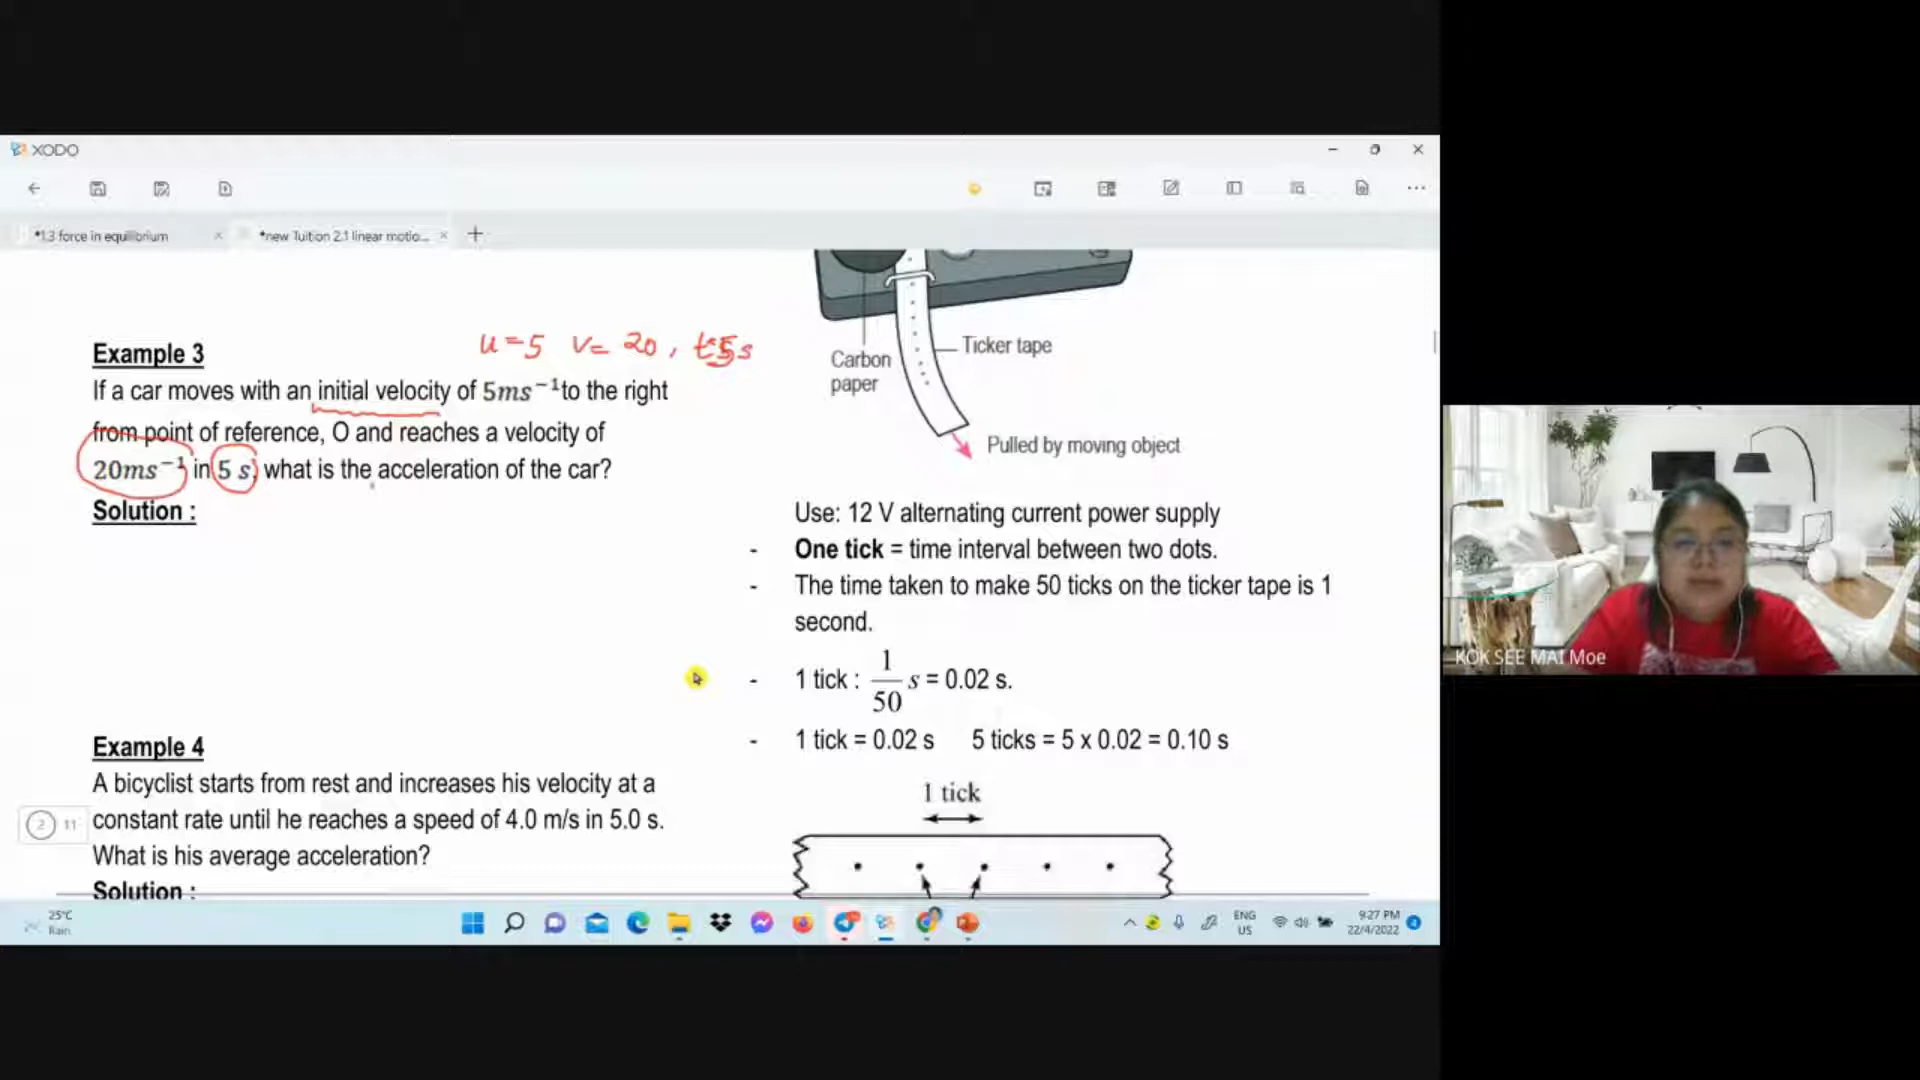 XODO
*1.3 force in equilibrium
*new Tuition 2.1 linear motio...
Example 3
u = 5 v = 20 , t = 5 s
If a car moves with an initial velocity of 5ms⁻¹to the right
from point of reference, O and reaches a velocity of
20ms⁻¹ in 5 s, what is the acceleration of the car?
Solution :
Example 4
A bicyclist starts from rest and increases his velocity at a
constant rate until he reaches a speed of 4.0 m/s in 5.0 s.
What is his average acceleration?
Solution :
2 11
Carbon
paper
Ticker tape
Pulled by moving object
Use: 12 V alternating current power supply
- One tick = time interval between two dots.
- The time taken to make 50 ticks on the ticker tape is 1
second.
- 1 tick : 1/50 s = 0.02 s.
- 1 tick = 0.02 s 5 ticks = 5 x 0.02 = 0.10 s
1 tick
25°C
Rain
ENG
US
9:27 PM
22/4/2022
4
KOK SEE MAI Moe